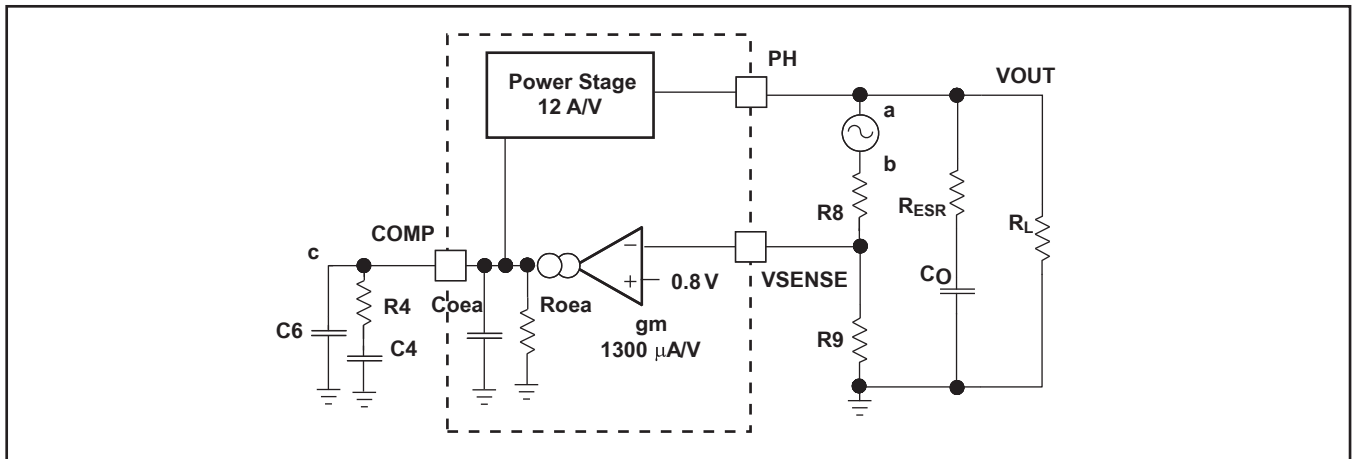 PH
VOUT
Power Stage
12 A/V
a
b
R8
RESR
RL
COMP
c
VSENSE
0.8 V
−
+
R4
Coea
Roea
CO
C6
C4
gm
1300 μA/V
R9